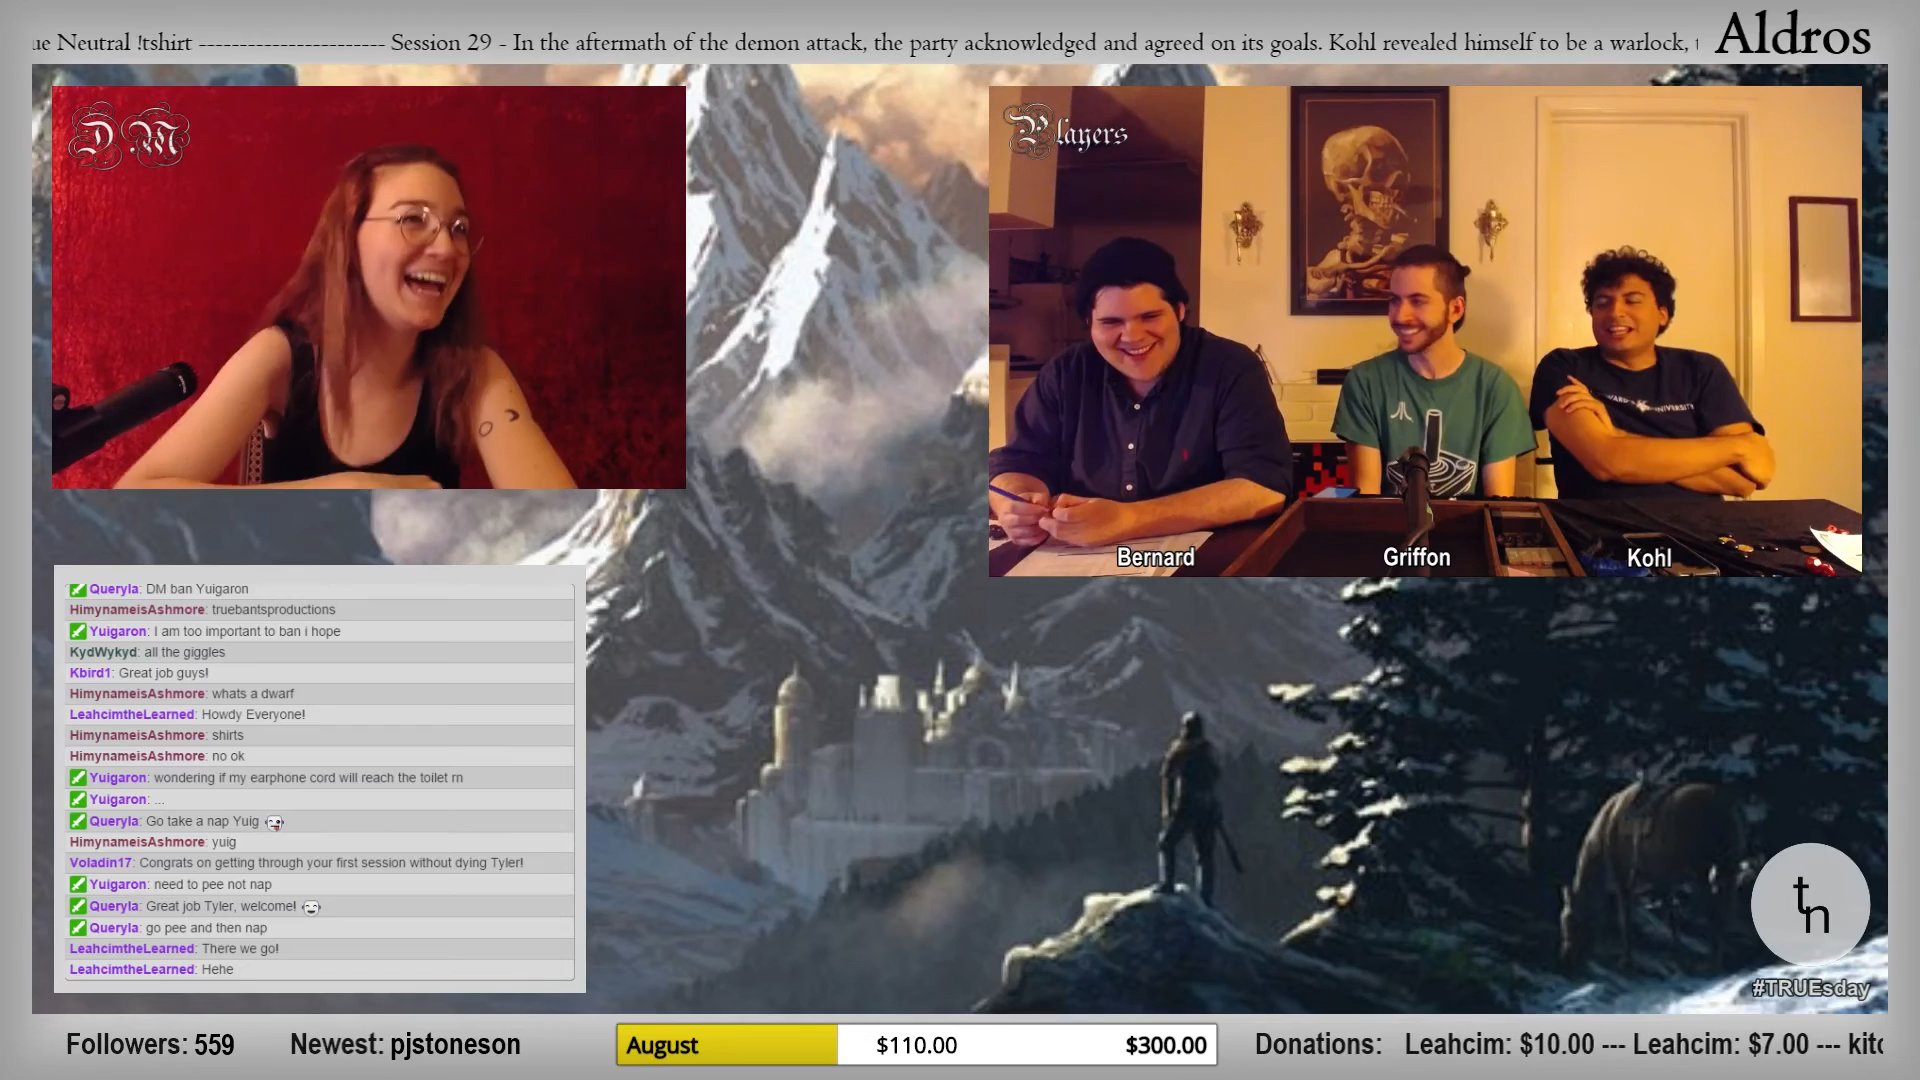 ue Neutral !tshirt ----------------------- Session 29 - In the aftermath of the demon attack, the party acknowledged and agreed on its goals. Kohl revealed himself to be a warlock, t
Aldros
DM
Players
Bernard
Griffon
Kohl
Queryla: DM ban Yuigaron
HimynameisAshmore: truebantsproductions
Yuigaron: I am too important to ban i hope
KydWykyd: all the giggles
Kbird1: Great job guys!
HimynameisAshmore: whats a dwarf
LeahcimtheLearned: Howdy Everyone!
HimynameisAshmore: shirts
HimynameisAshmore: no ok
Yuigaron: wondering if my earphone cord will reach the toilet rn
Yuigaron: ...
Queryla: Go take a nap Yuig
HimynameisAshmore: yuig
Voladin17: Congrats on getting through your first session without dying Tyler!
Yuigaron: need to pee not nap
Queryla: Great job Tyler, welcome!
Queryla: go pee and then nap
LeahcimtheLearned: There we go!
LeahcimtheLearned: Hehe
tn
#TRUEsday
Followers: 559
Newest: pjstoneson
August $110.00 $300.00
Donations: Leahcim: $10.00 --- Leahcim: $7.00 --- kitc